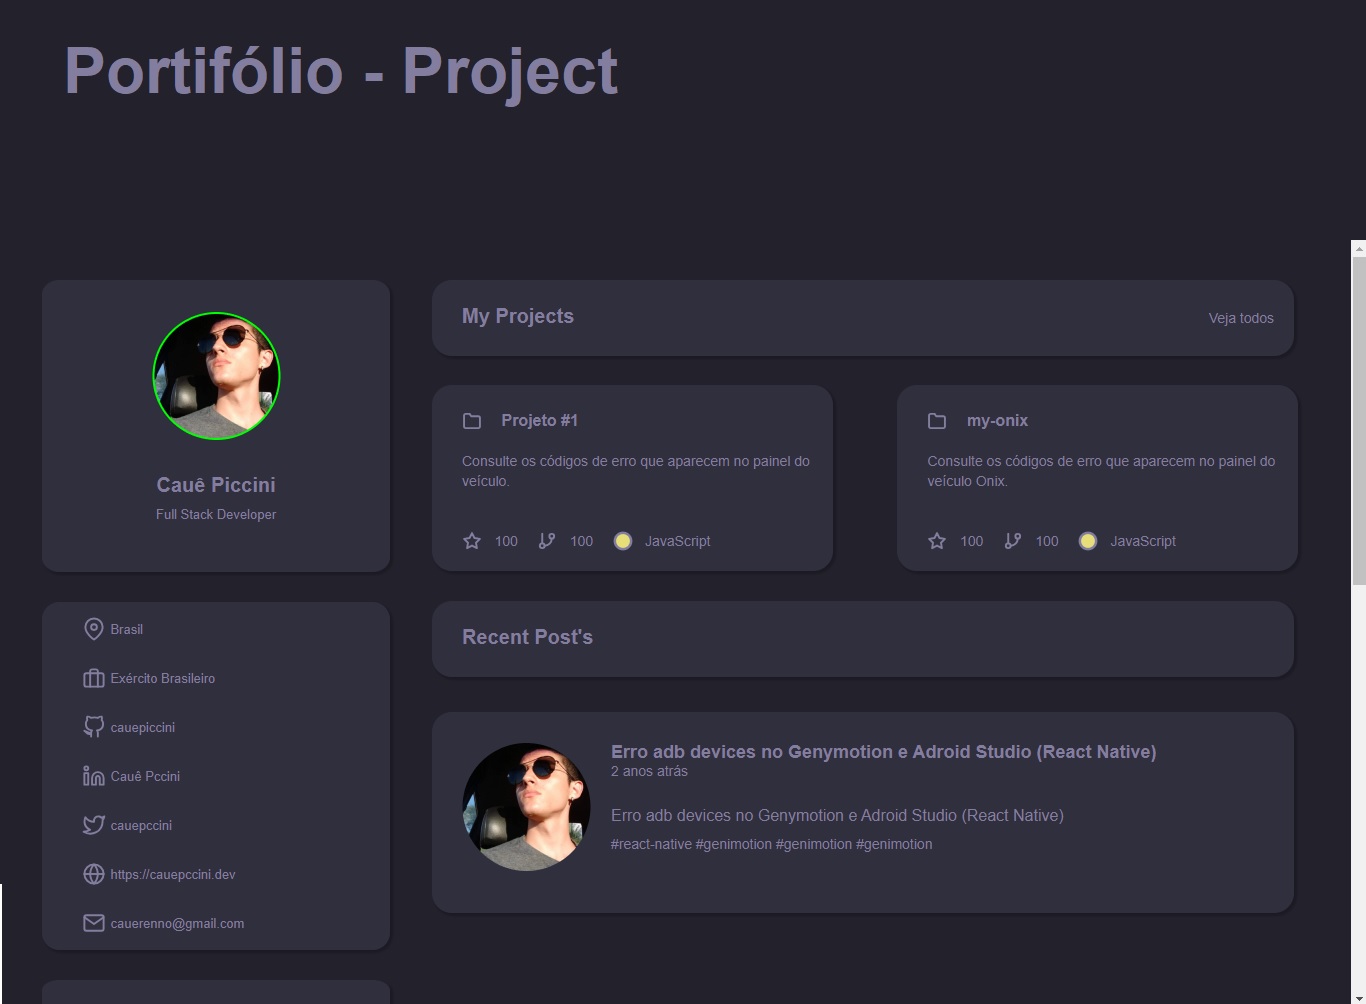 Portifólio - Project
Cauê Piccini
Full Stack Developer
Brasil
Exército Brasileiro
cauepiccini
Cauê Pccini
cauepccini
https://cauepccini.dev
cauerenno@gmail.com
My Projects
Veja todos
Projeto #1
Consulte os códigos de erro que aparecem no painel do
veículo.
100 100 JavaScript
my-onix
Consulte os códigos de erro que aparecem no painel do
veículo Onix.
100 100 JavaScript
Recent Post's
Erro adb devices no Genymotion e Adroid Studio (React Native)
2 anos atrás
Erro adb devices no Genymotion e Adroid Studio (React Native)
#react-native #genimotion #genimotion #genimotion